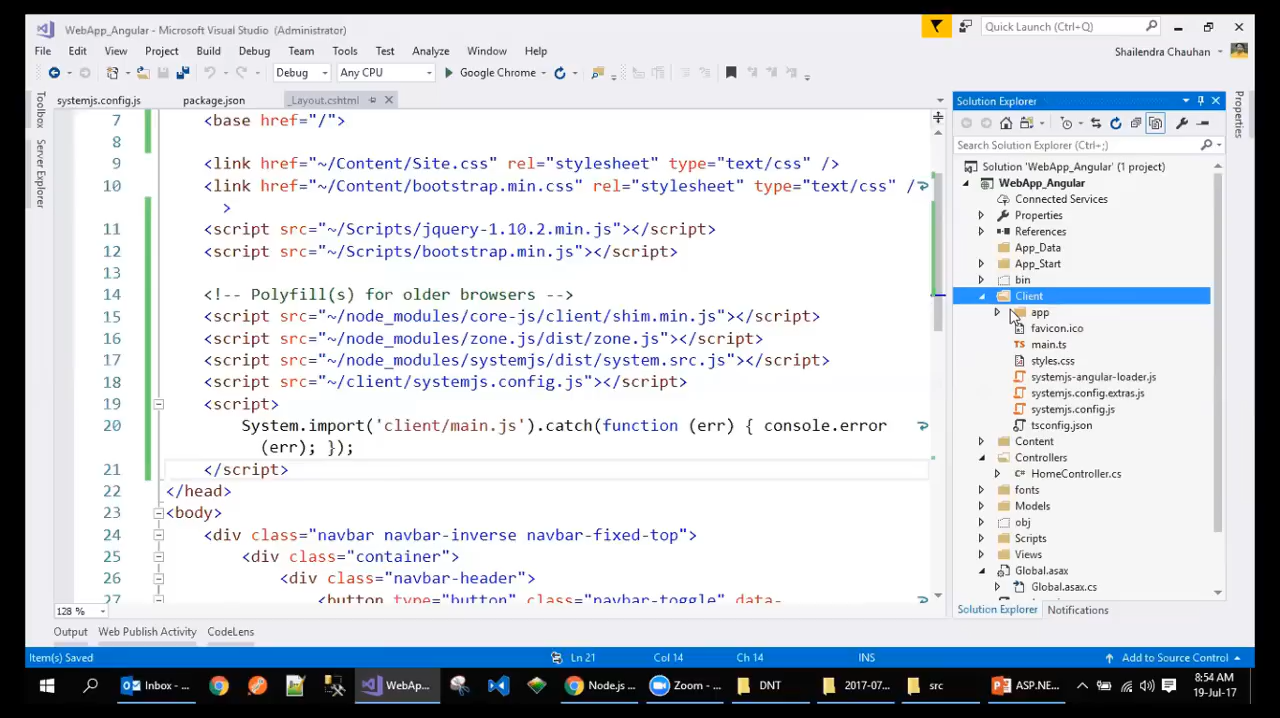 WebApp_Angular - Microsoft Visual Studio (Administrator)
Quick Launch (Ctrl+Q)
File Edit View Project Build Debug Team Tools Test Analyze Window Help
Shailendra Chauhan
Debug Any CPU Google Chrome
Toolbox
Server Explorer
systemjs.config.js package.json _Layout.cshtml
7 <base href="/">
8
9 <link href="~/Content/Site.css" rel="stylesheet" type="text/css" />
10 <link href="~/Content/bootstrap.min.css" rel="stylesheet" type="text/css" /
>
11 <script src="~/Scripts/jquery-1.10.2.min.js"></script>
12 <script src="~/Scripts/bootstrap.min.js"></script>
13
14 <!-- Polyfill(s) for older browsers -->
15 <script src="~/node_modules/core-js/client/shim.min.js"></script>
16 <script src="~/node_modules/zone.js/dist/zone.js"></script>
17 <script src="~/node_modules/systemjs/dist/system.src.js"></script>
18 <script src="~/client/systemjs.config.js"></script>
19 <script>
20 System.import('client/main.js').catch(function (err) { console.error
(err); });
21 </script>
22 </head>
23 <body>
24 <div class="navbar navbar-inverse navbar-fixed-top">
25 <div class="container">
26 <div class="navbar-header">
27 <button type="button" class="navbar-toggle" data-
128 %
Solution Explorer
Search Solution Explorer (Ctrl+;)
Solution 'WebApp_Angular' (1 project)
WebApp_Angular
Connected Services
Properties
References
App_Data
App_Start
bin
Client
app
favicon.ico
TS main.ts
styles.css
systemjs-angular-loader.js
systemjs.config.extras.js
systemjs.config.js
tsconfig.json
Content
Controllers
C# HomeController.cs
fonts
Models
obj
Scripts
Views
Global.asax
Global.asax.cs
Solution Explorer Notifications
Properties
Output Web Publish Activity CodeLens
Item(s) Saved Ln 21 Col 14 Ch 14 INS Add to Source Control
Inbox - ... WebAp... Node.js ... Zoom - ... DNT 2017-07... src ASP.NE...
8:54 AM
19-Jul-17